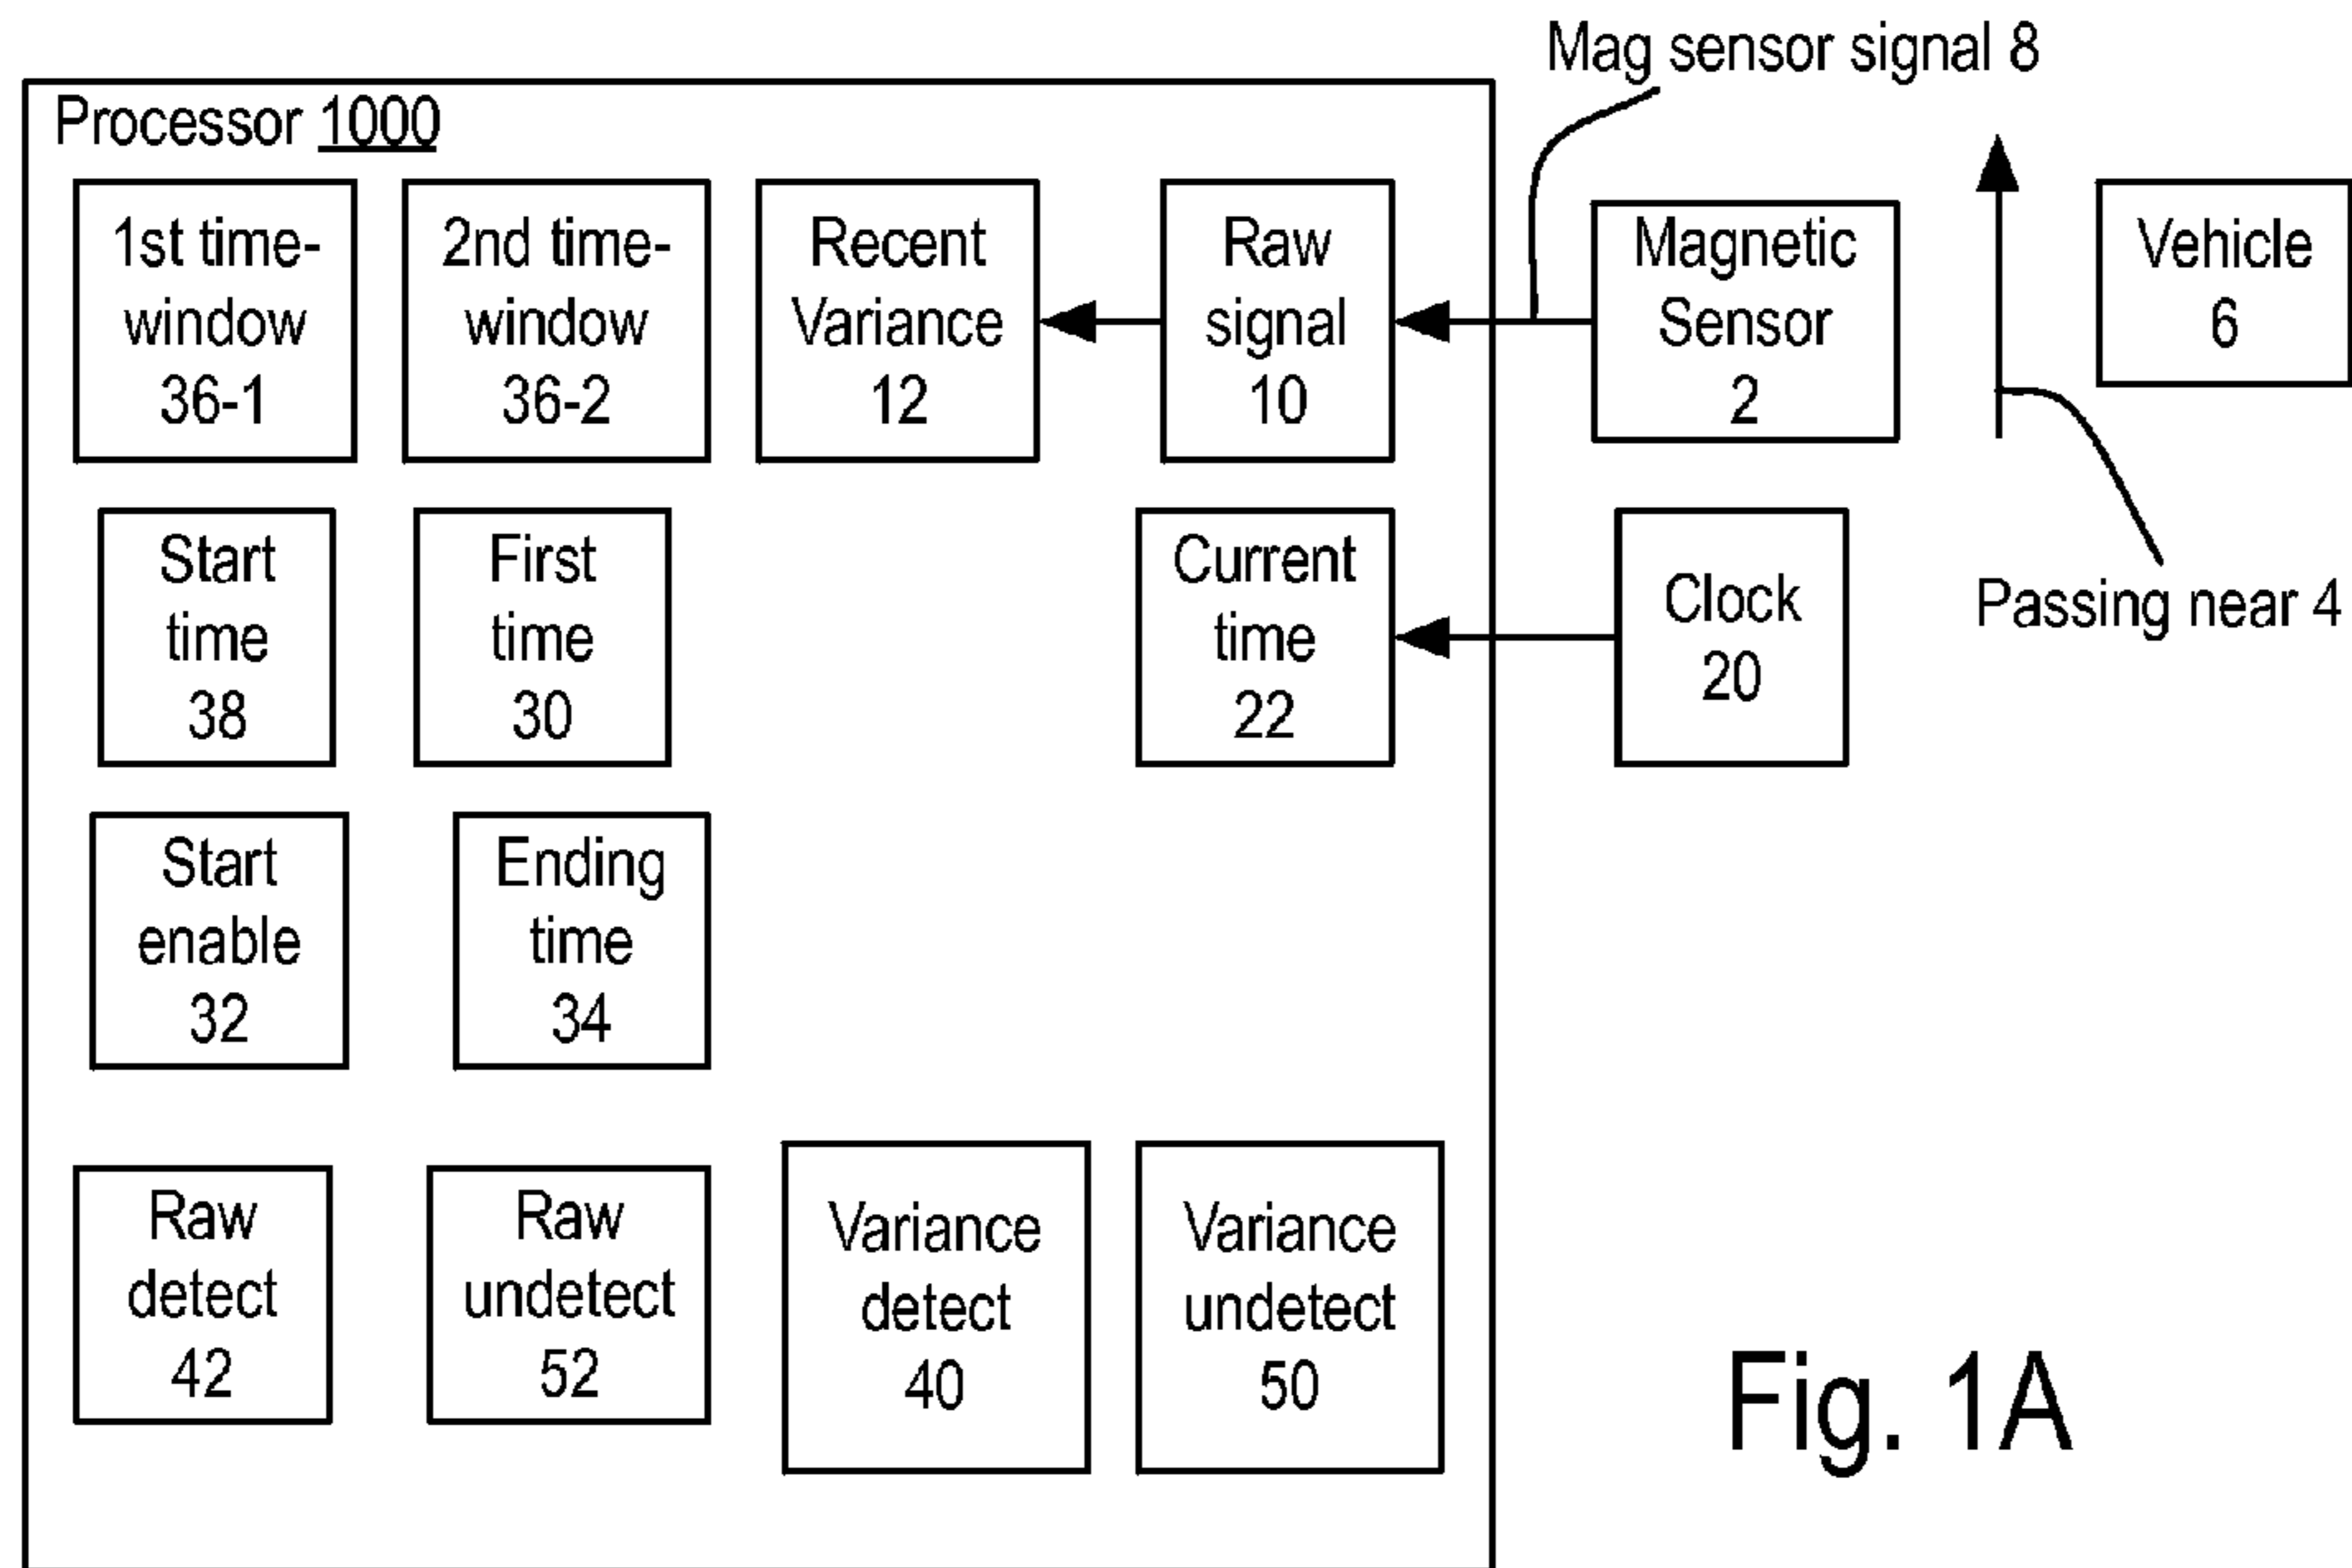 Mag sensor signal 8
Processor 1000
1st time-
window
36-1
2nd time-
window
36-2
Recent
Variance
12
Raw
signal
10
Magnetic
Sensor
2
Vehicle
6
Start
time
38
First
time
30
Current
time
22
Clock
20
Passing near 4
Start
enable
32
Ending
time
34
Raw
detect
42
Raw
undetect
52
Variance
detect
40
Variance
undetect
50
Fig. 1A